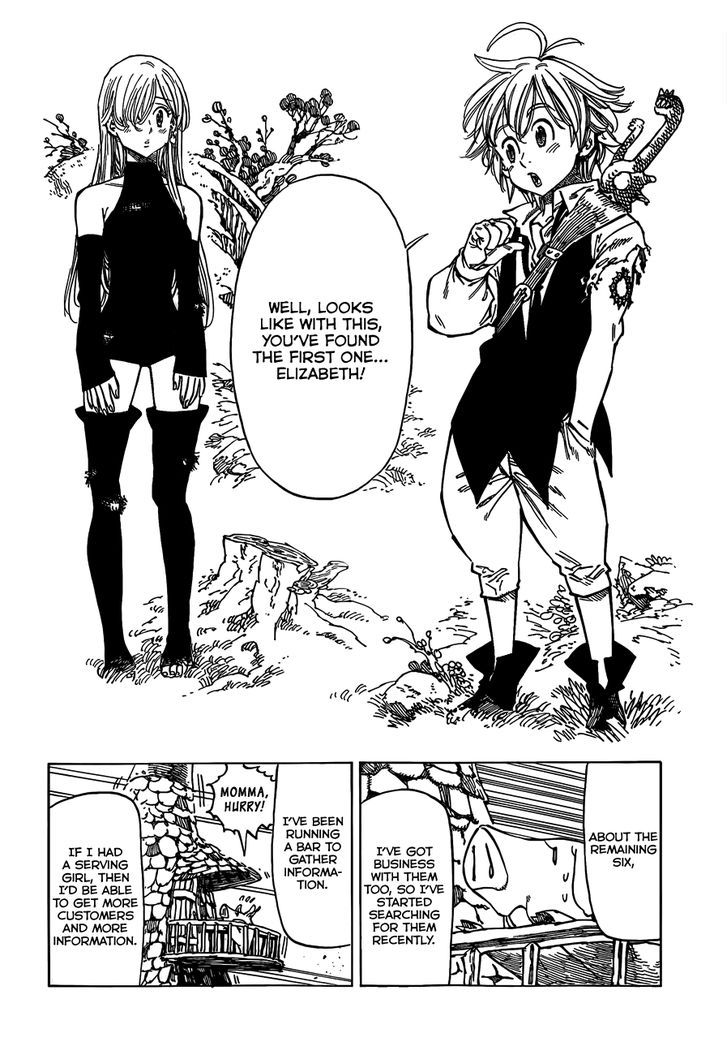 WELL, LOOKS
LIKE WITH THIS,
YOU'VE FOUND
THE FIRST ONE...
ELIZABETH!
ABOUT THE
REMAINING
SIX,
I'VE GOT
BUSINESS
WITH THEM
TOO, SO I'VE
STARTED
SEARCHING
FOR THEM
RECENTLY.
I'VE BEEN
RUNNING
A BAR TO
GATHER
INFORMA-
TION.
MOMMA,
HURRY!
IF I HAD
A SERVING
GIRL, THEN
I'D BE ABLE
TO GET MORE
CUSTOMERS
AND MORE
INFORMATION.